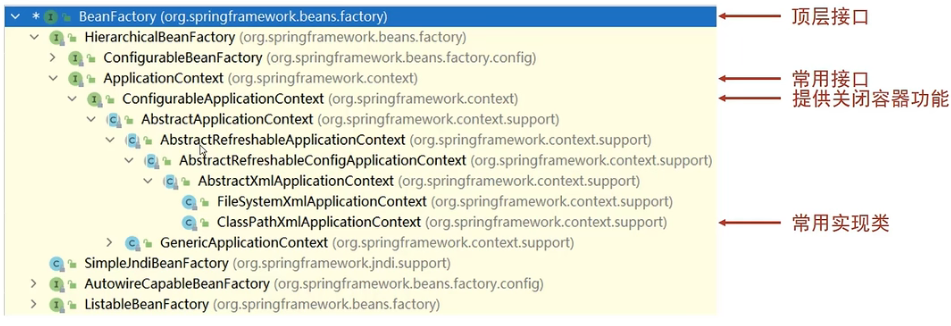 BeanFactory (org.springframework.beans.factory) 顶层接口
HierarchicalBeanFactory (org.springframework.beans.factory)
ConfigurableBeanFactory (org.springframework.beans.factory.config)
ApplicationContext (org.springframework.context) 常用接口
ConfigurableApplicationContext (org.springframework.context) 提供关闭容器功能
AbstractApplicationContext (org.springframework.context.support)
AbstractRefreshableApplicationContext (org.springframework.context.support)
AbstractRefreshableConfigApplicationContext (org.springframework.context.support)
AbstractXmlApplicationContext (org.springframework.context.support)
FileSystemXmlApplicationContext (org.springframework.context.support)
ClassPathXmlApplicationContext (org.springframework.context.support) 常用实现类
GenericApplicationContext (org.springframework.context.support)
SimpleJndiBeanFactory (org.springframework.jndi.support)
AutowireCapableBeanFactory (org.springframework.beans.factory.config)
ListableBeanFactory (org.springframework.beans.factory)